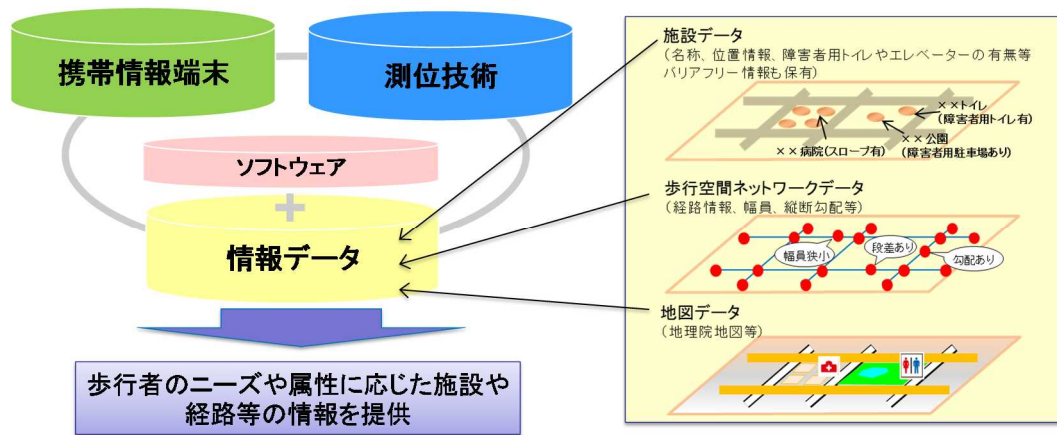 携帯情報端末
測位技術
ソフトウェア
+
情報データ
歩行者のニーズや属性に応じた施設や
経路等の情報を提供
施設データ
(名称、位置情報、障害者用トイレやエレベーターの有無等
バリアフリー情報も保有)
××トイレ
(障害者用トイレ有)
××公園
(障害者用駐車場あり)
××病院(スロープ有)
歩行空間ネットワークデータ
(経路情報、幅員、縦断勾配等)
幅員狭小
段差あり
勾配あり
地図データ
(地理院地図等)